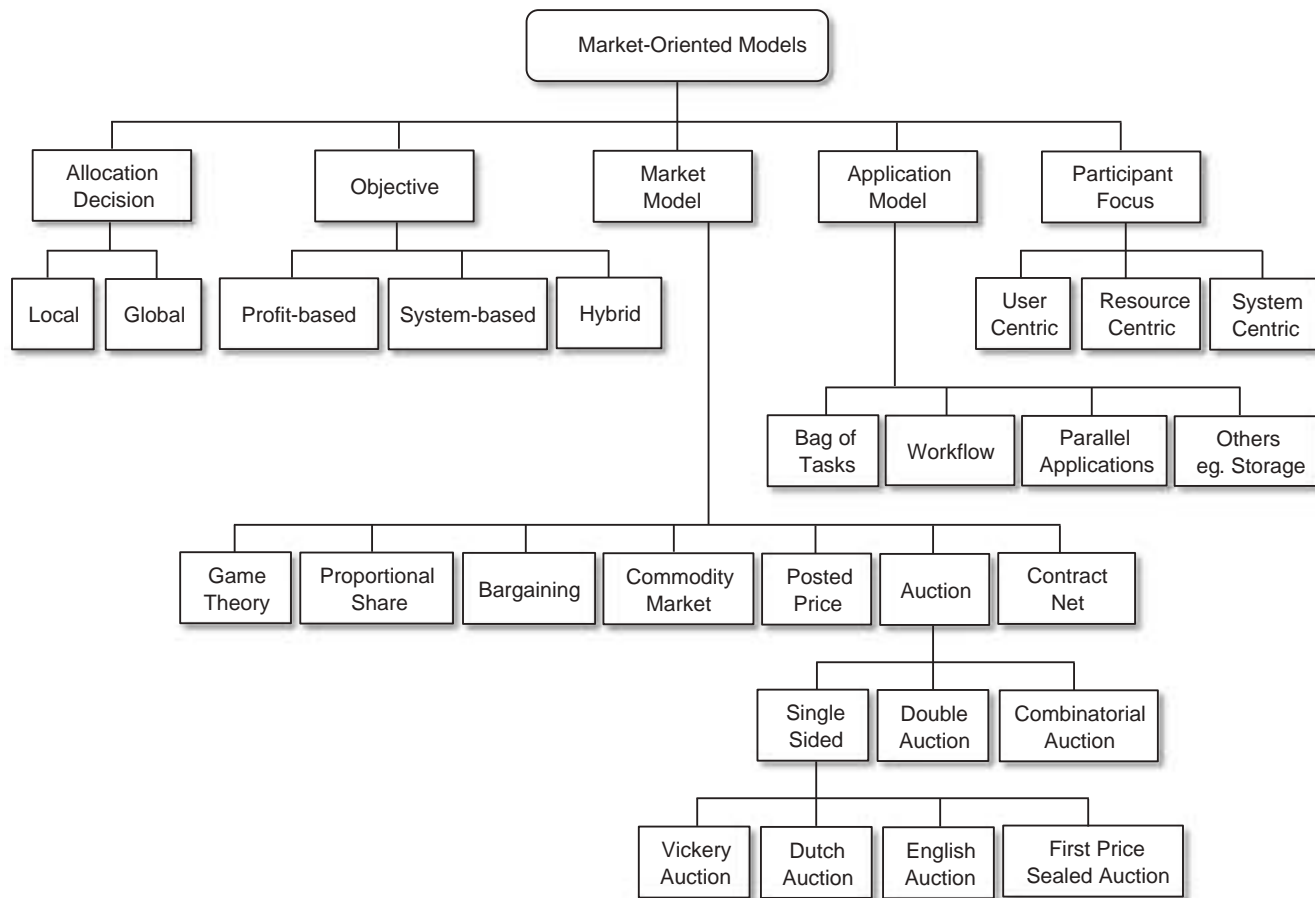 Market-Oriented Models
Allocation
Decision
Objective
Market
Model
Application
Model
Participant
Focus
Local
Global
Profit-based
System-based
Hybrid
User
Centric
Resource
Centric
System
Centric
Bag of
Tasks
Workflow
Parallel
Applications
Others
eg. Storage
Game
Theory
Proportional
Share
Bargaining
Commodity
Market
Posted
Price
Auction
Contract
Net
Single
Sided
Double
Auction
Combinatorial
Auction
Vickery
Auction
Dutch
Auction
English
Auction
First Price
Sealed Auction